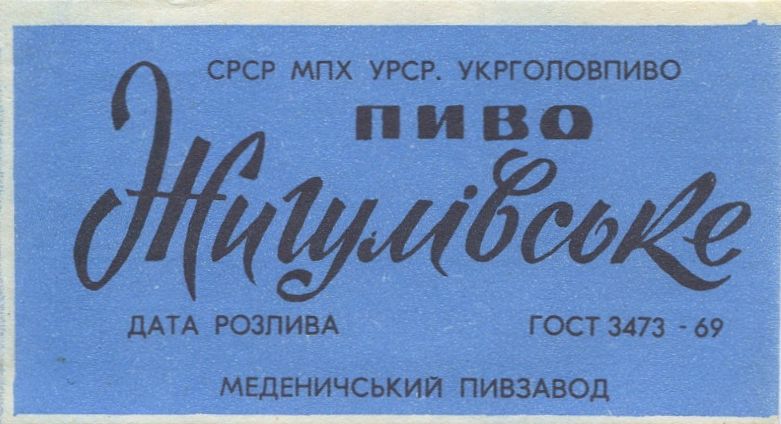 СРСР МПХ УРСР. УКРГОЛОВПИВО
ПИВО
Жигулівське
ДАТА РОЗЛИВА ГОСТ 3473 - 69
МЕДЕНИЧСЬКИЙ ПИВЗАВОД